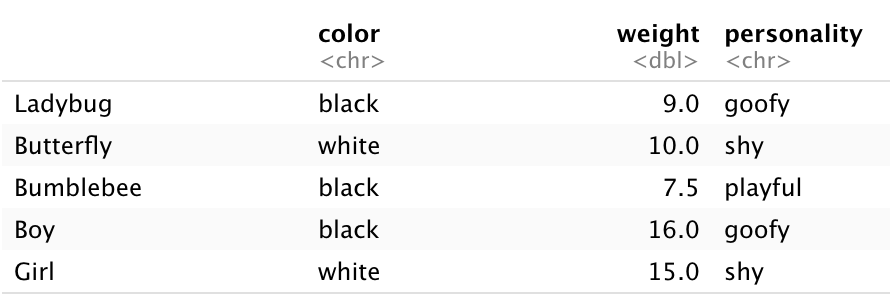 color weight personality
<chr> <dbl> <chr>
Ladybug black 9.0 goofy
Butterfly white 10.0 shy
Bumblebee black 7.5 playful
Boy black 16.0 goofy
Girl white 15.0 shy